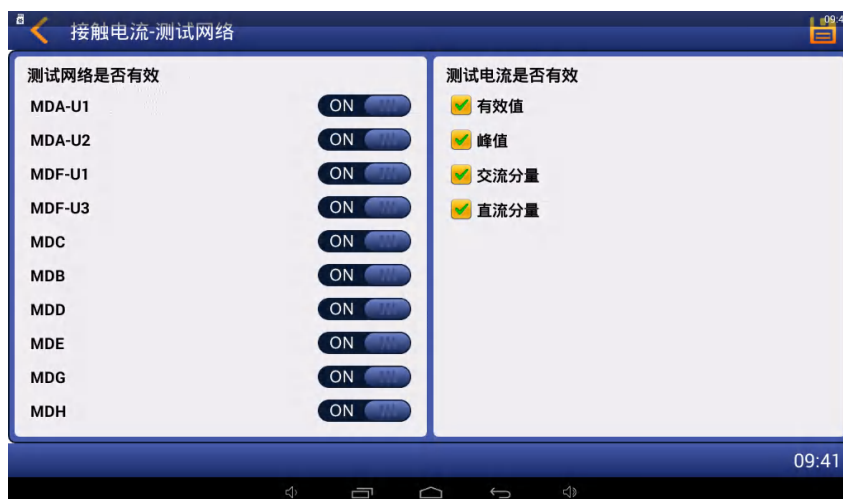 接触电流-测试网络
09:4
测试网络是否有效
MDA-U1 ON
MDA-U2 ON
MDF-U1 ON
MDF-U3 ON
MDC ON
MDB ON
MDD ON
MDE ON
MDG ON
MDH ON
测试电流是否有效
有效值
峰值
交流分量
直流分量
09:41